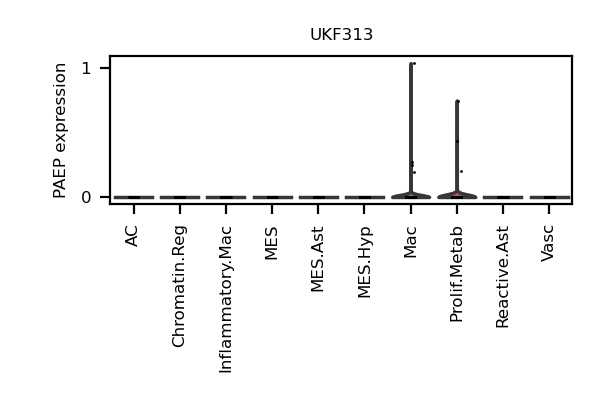 UKF313
PAEP expression
1
0
AC
Chromatin.Reg
Inflammatory.Mac
MES
MES.Ast
MES.Hyp
Mac
Prolif.Metab
Reactive.Ast
Vasc